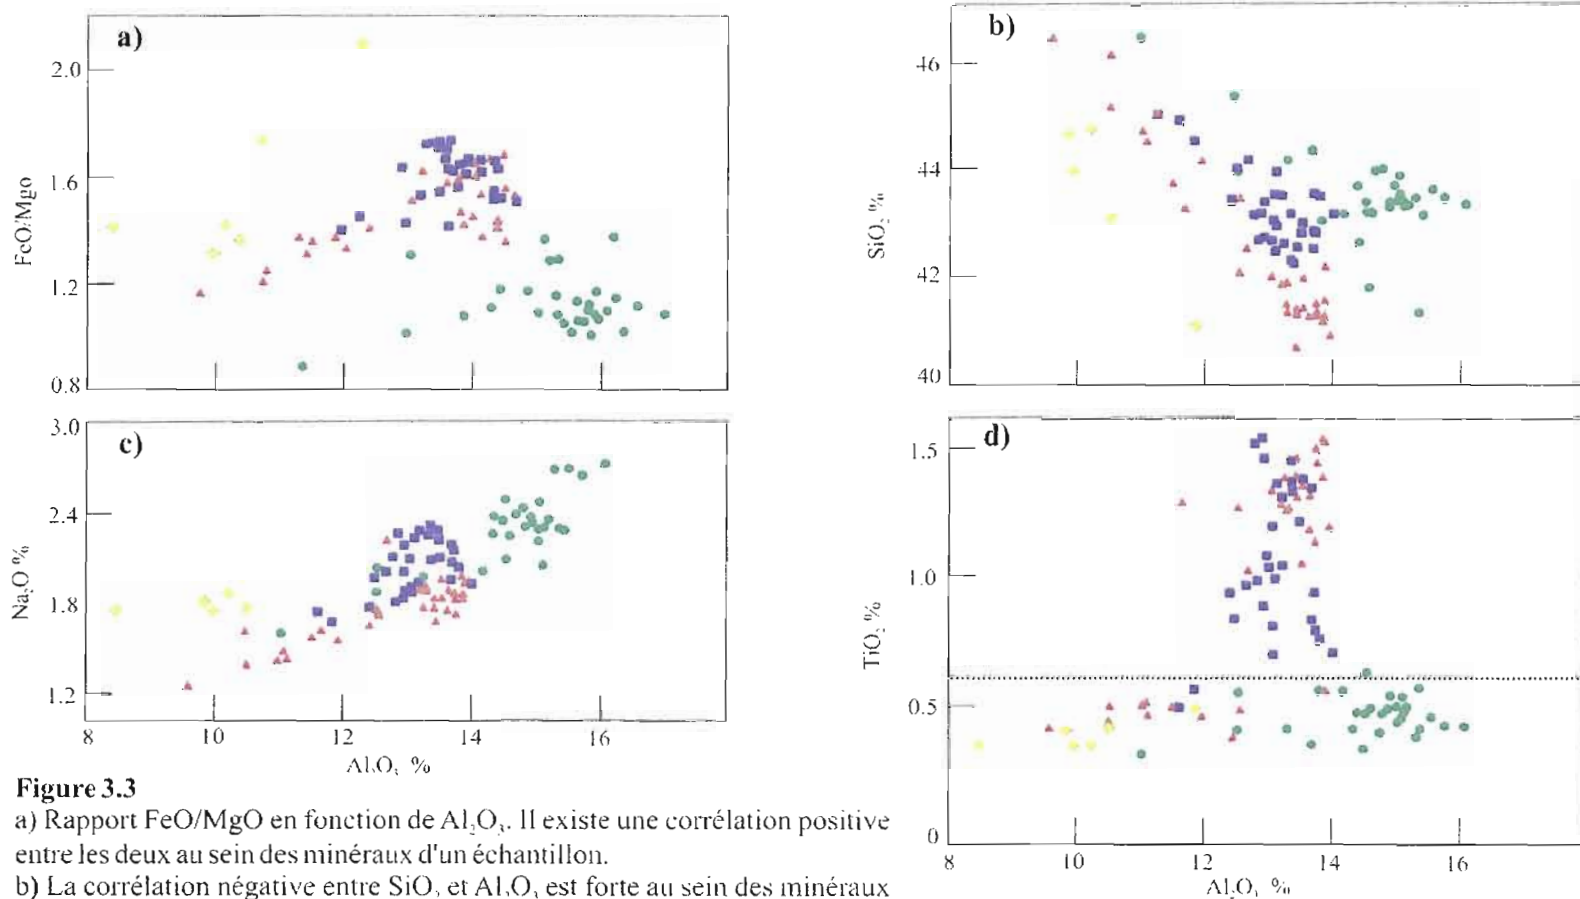 a)
2.0
1.6
1.2
0.8
FeO/Mgo
b)
46
44
42
40
SiO₂ %
c)
3.0
2.4
1.8
1.2
Na₂O %
8 10 12 14 16
Al₂O₃ %
d)
1.5
1.0
0.5
0
TiO₂ %
8 10 12 14 16
Al₂O₃ %
Figure 3.3
a) Rapport FeO/MgO en fonction de Al₂O₃. Il existe une corrélation positive
entre les deux au sein des minéraux d'un échantillon.
b) La corrélation négative entre SiO₂ et Al₂O₃ est forte au sein des minéraux